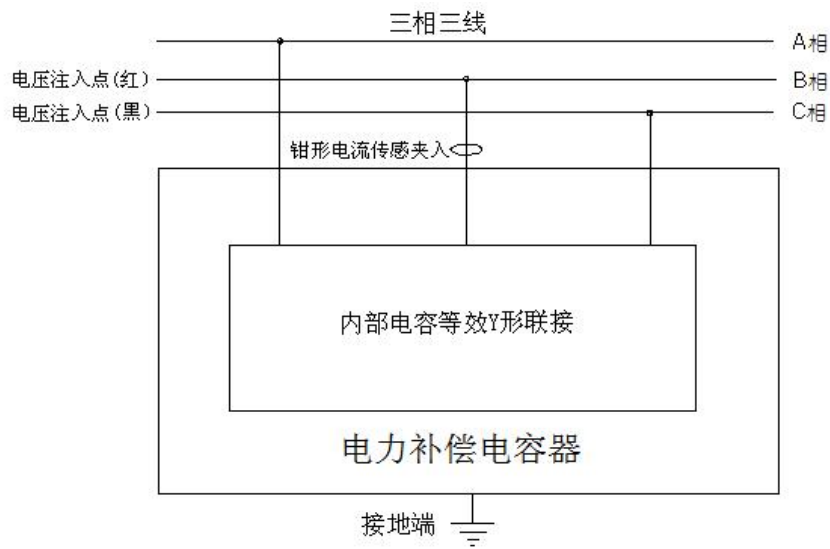 三相三线
A相
电压注入点(红)
B相
电压注入点(黑)
C相
钳形电流传感夹入
内部电容等效Y形联接
电力补偿电容器
接地端